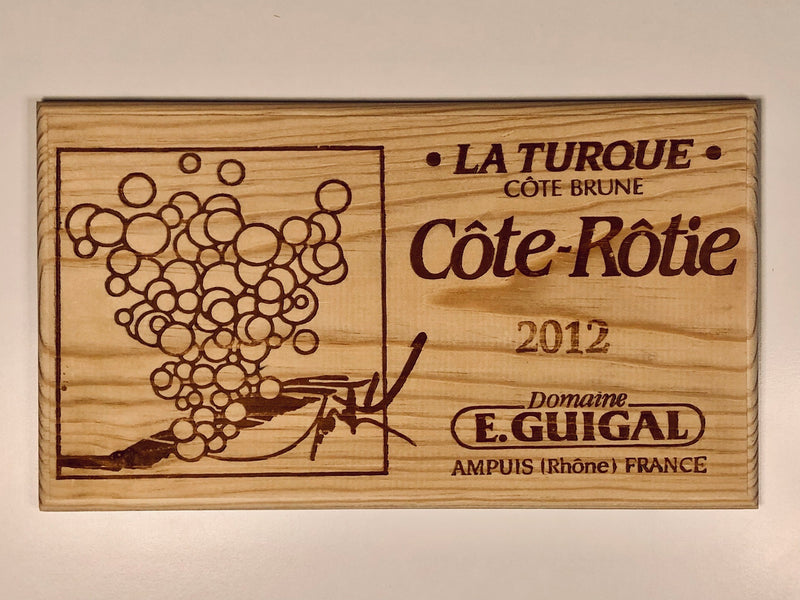 • LA TURQUE •
CÔTE BRUNE
Côte-Rôtie
2012
Domaine
E. GUIGAL
AMPUIS (Rhône) FRANCE